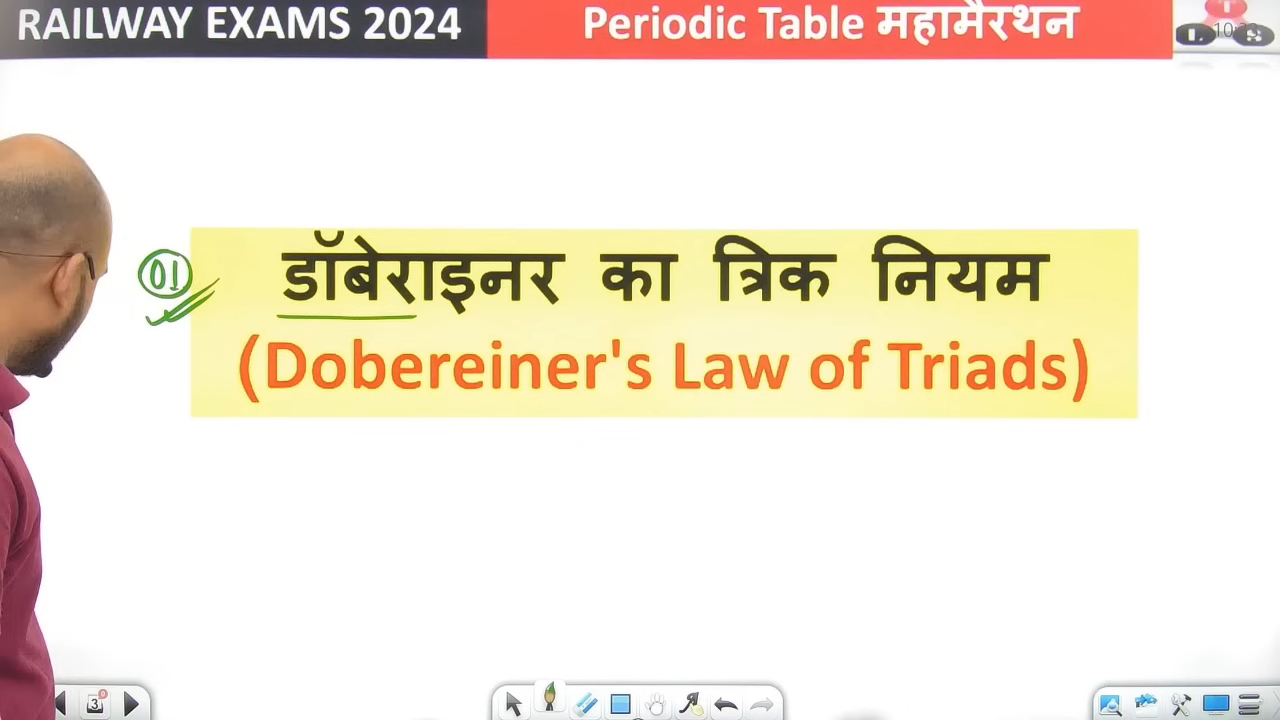 RAILWAY EXAMS 2024
Periodic Table महामैरथन
01
डॉबेराइनर का त्रिक नियम
(Dobereiner's Law of Triads)
3